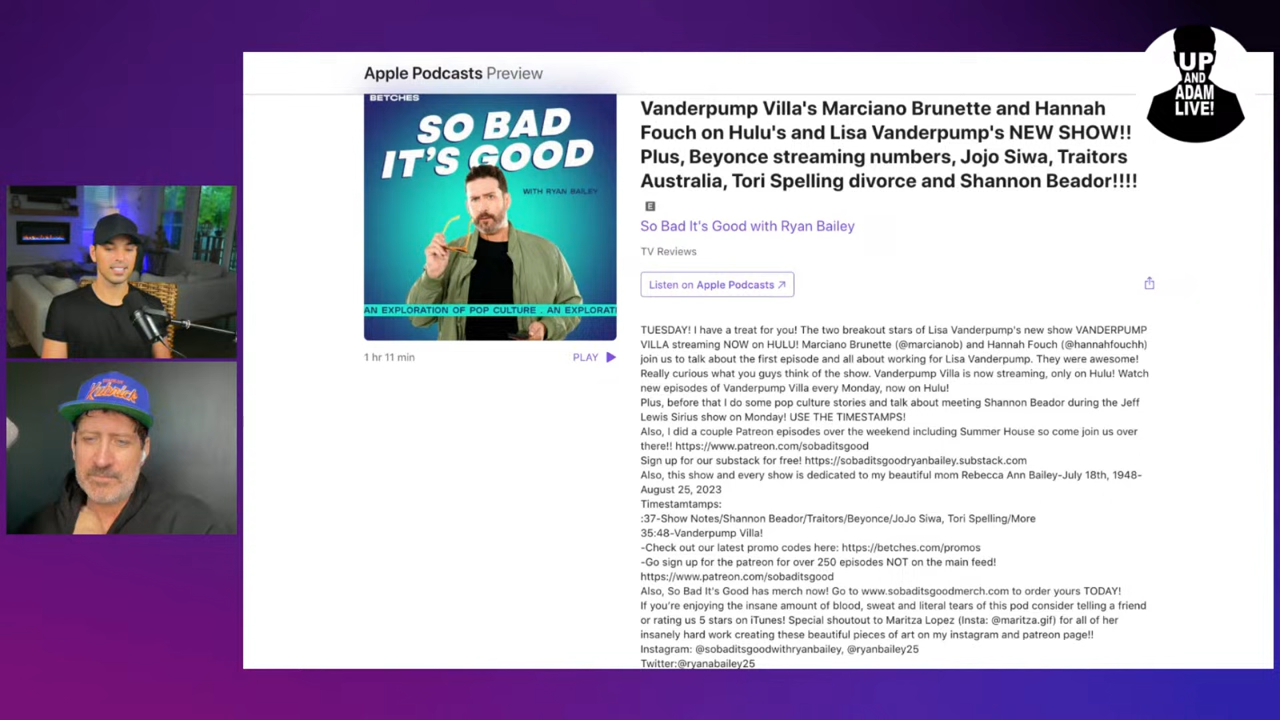 Apple Podcasts Preview
UP
AND
ADAM
LIVE!
BETCHES
SO BAD
IT'S GOOD
WITH RYAN BAILEY
AN EXPLORATION OF POP CULTURE . AN EXPLORATI
1 hr 11 min
PLAY
Vanderpump Villa's Marciano Brunette and Hannah
Fouch on Hulu's and Lisa Vanderpump's NEW SHOW!!
Plus, Beyonce streaming numbers, Jojo Siwa, Traitors
Australia, Tori Spelling divorce and Shannon Beador!!!!
E
So Bad It's Good with Ryan Bailey
TV Reviews
Listen on Apple Podcasts ↗
TUESDAY! I have a treat for you! The two breakout stars of Lisa Vanderpump's new show VANDERPUMP
VILLA streaming NOW on HULU! Marciano Brunette (@marcianob) and Hannah Fouch (@hannahfouchh)
join us to talk about the first episode and all about working for Lisa Vanderpump. They were awesome!
Really curious what you guys think of the show. Vanderpump Villa is now streaming, only on Hulu! Watch
new episodes of Vanderpump Villa every Monday, now on Hulu!
Plus, before that I do some pop culture stories and talk about meeting Shannon Beador during the Jeff
Lewis Sirius show on Monday! USE THE TIMESTAMPS!
Also, I did a couple Patreon episodes over the weekend including Summer House so come join us over
there!! https://www.patreon.com/sobaditsgood
Sign up for our substack for free! https://sobaditsgoodryanbailey.substack.com
Also, this show and every show is dedicated to my beautiful mom Rebecca Ann Bailey-July 18th, 1948-
August 25, 2023
Timestamtamps:
:37-Show Notes/Shannon Beador/Traitors/Beyonce/JoJo Siwa, Tori Spelling/More
35:48-Vanderpump Villa!
-Check out our latest promo codes here: https://betches.com/promos
-Go sign up for the patreon for over 250 episodes NOT on the main feed!
https://www.patreon.com/sobaditsgood
Also, So Bad It's Good has merch now! Go to www.sobaditsgoodmerch.com to order yours TODAY!
If you're enjoying the insane amount of blood, sweat and literal tears of this pod consider telling a friend
or rating us 5 stars on iTunes! Special shoutout to Maritza Lopez (Insta: @maritza.gif) for all of her
insanely hard work creating these beautiful pieces of art on my instagram and patreon page!!
Instagram: @sobaditsgoodwithryanbailey, @ryanbailey25
Twitter:@ryanabailey25